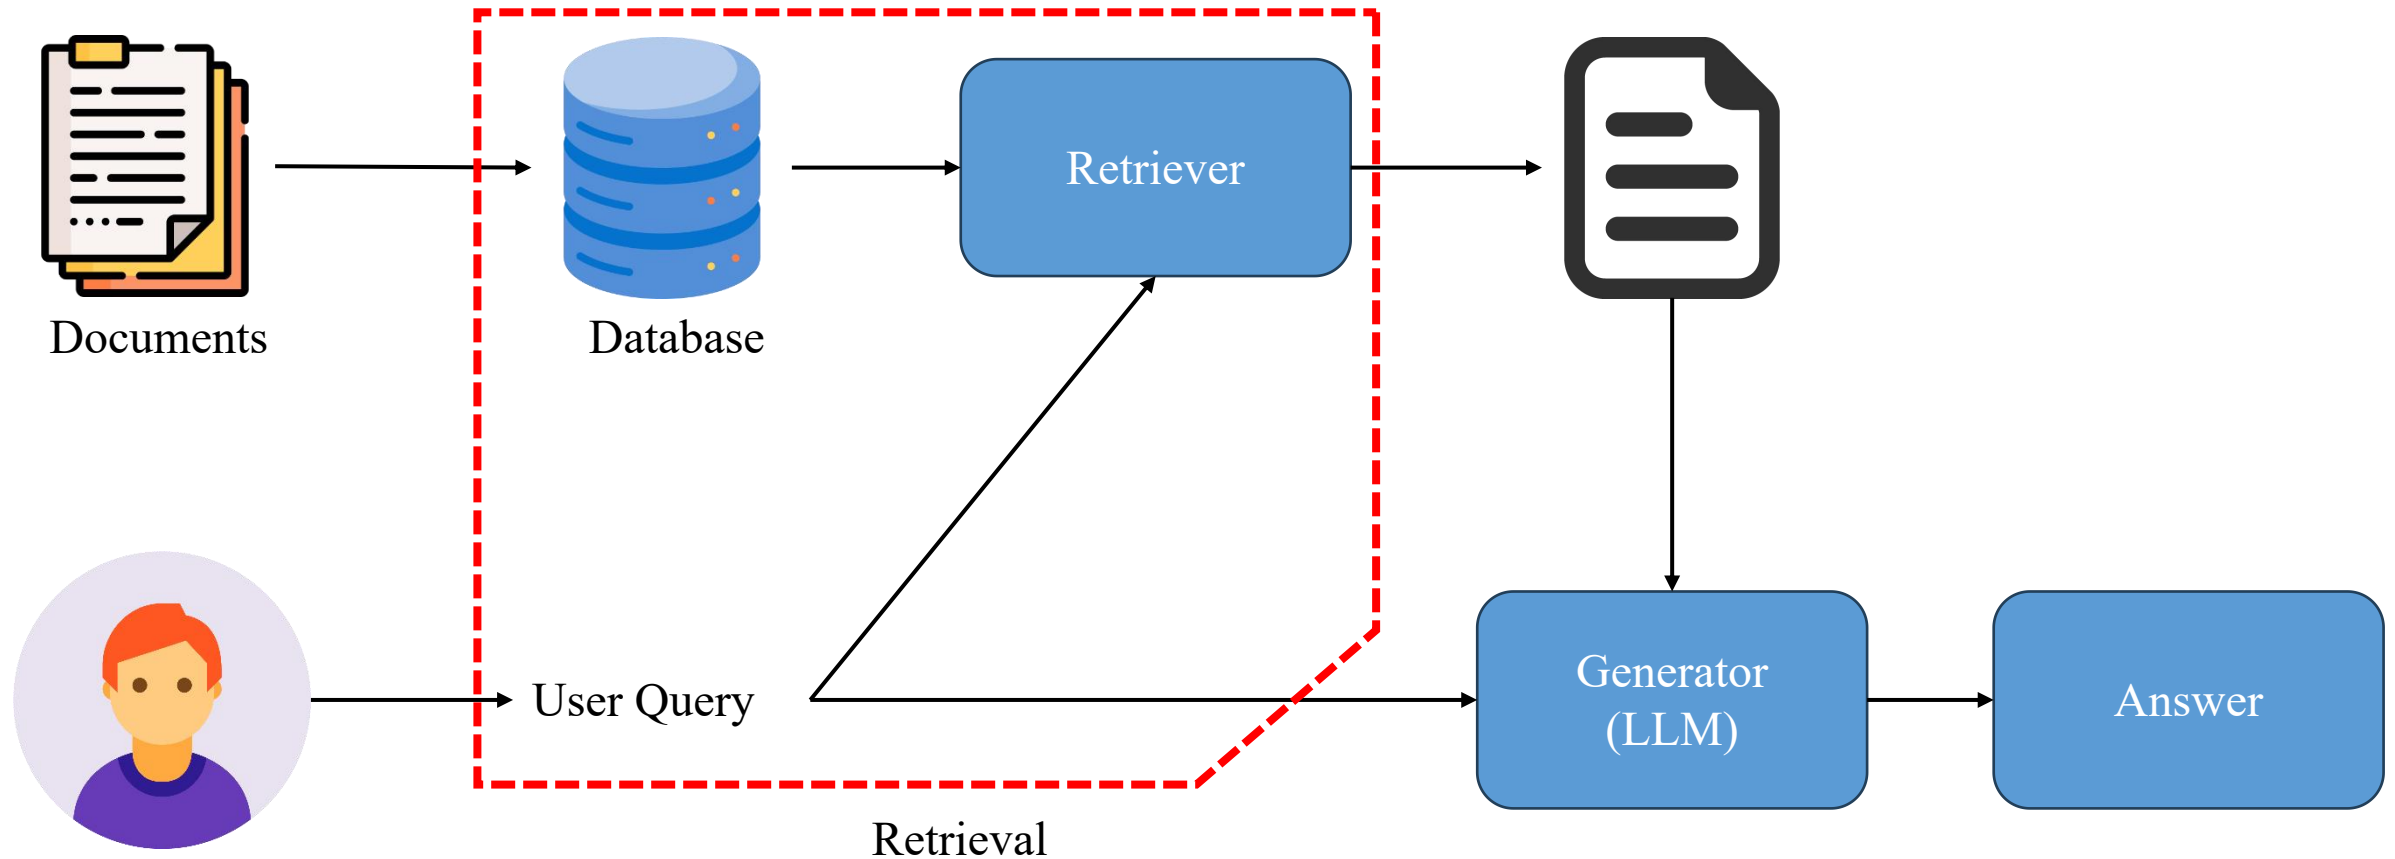 Retriever
Documents
Database
User Query
Generator
(LLM)
Answer
Retrieval